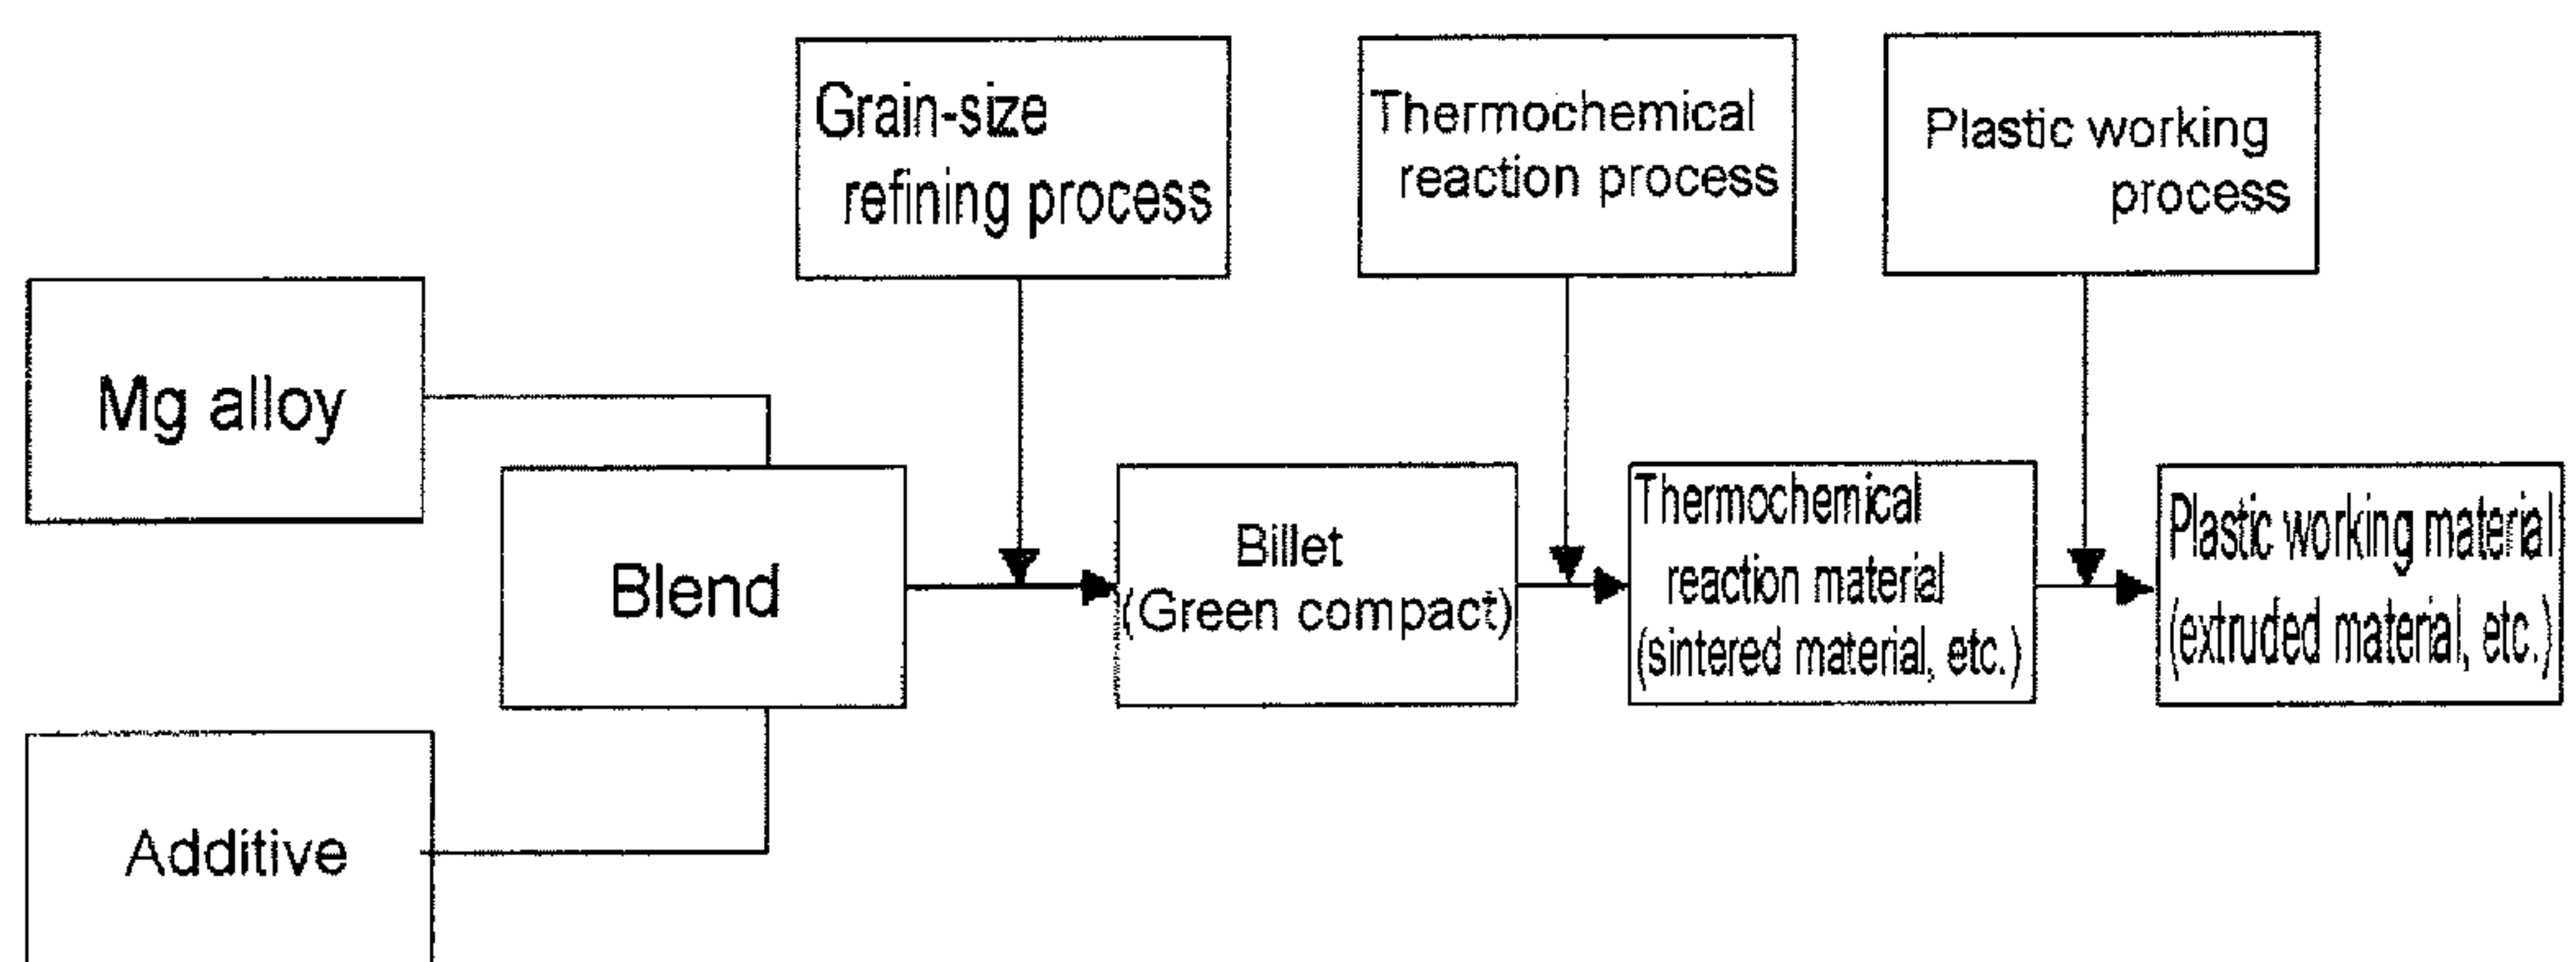 Grain-size
refining process
Thermochemical
reaction process
Plastic working
process
Mg alloy
Blend
Billet
(Green compact)
Thermochemical
reaction material
(sintered material, etc.)
Plastic working material
(extruded material, etc.)
Additive